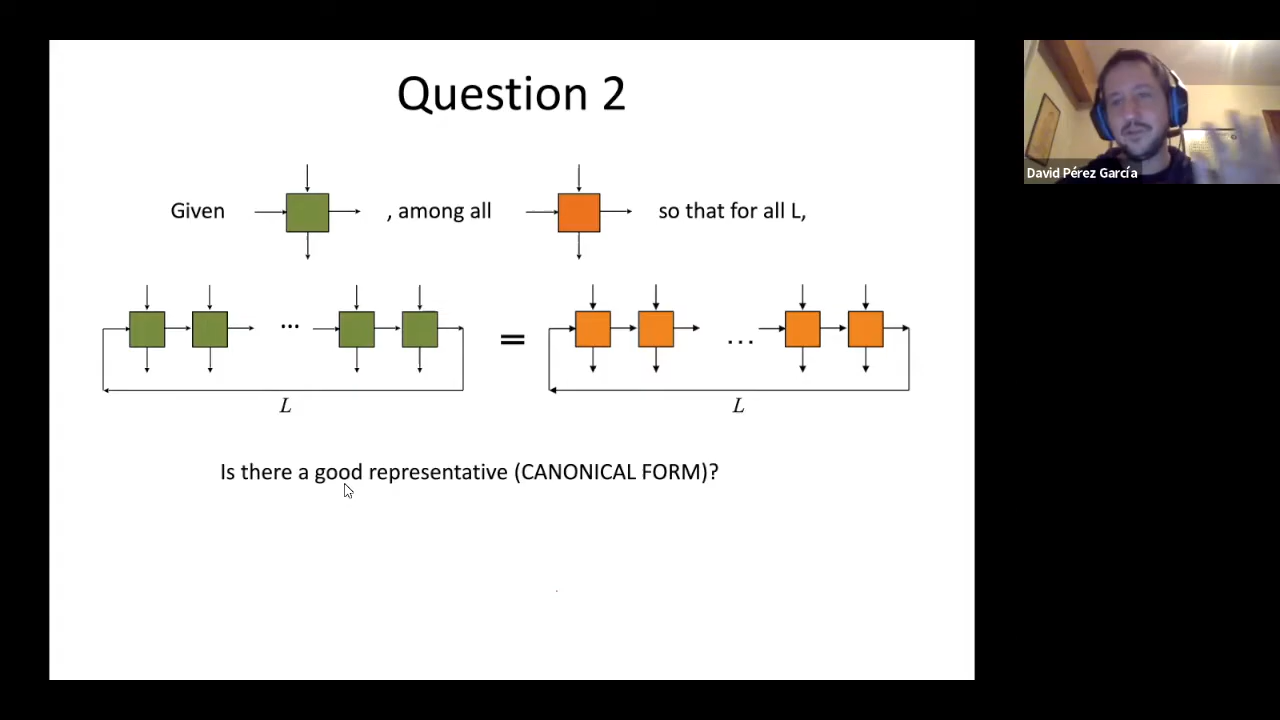 Question 2
Given , among all so that for all L,
... = ...
L L
Is there a good representative (CANONICAL FORM)?
David Pérez García